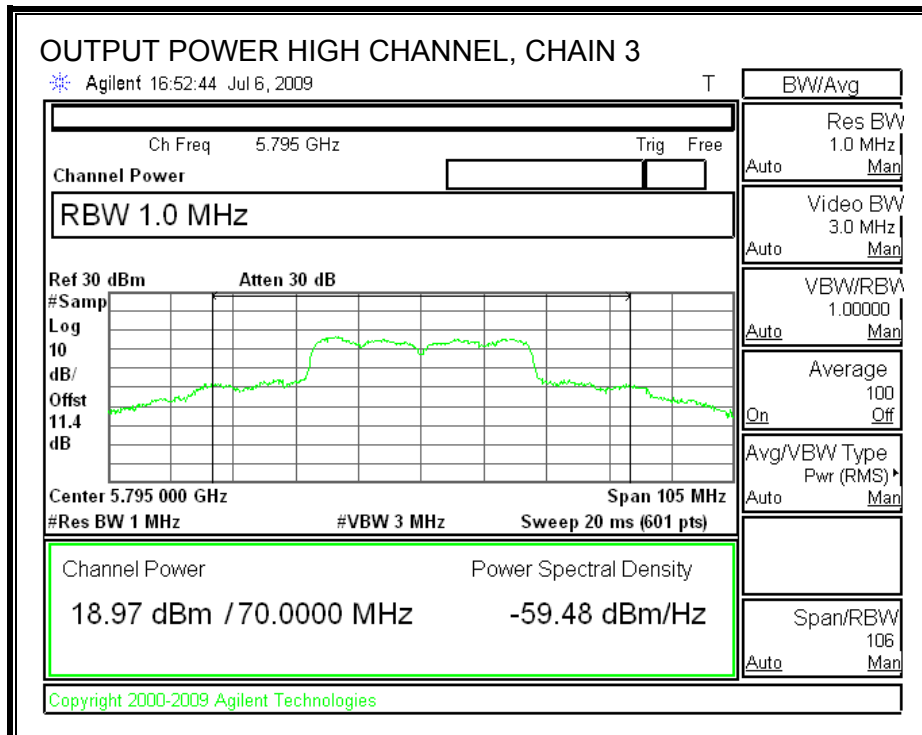 OUTPUT POWER HIGH CHANNEL, CHAIN 3
Agilent 16:52:44 Jul 6, 2009 T
Ch Freq 5.795 GHz Trig Free
Channel Power
RBW 1.0 MHz
Ref 30 dBm Atten 30 dB
#Samp
Log
10
dB/
Offst
11.4
dB
Center 5.795 000 GHz Span 105 MHz
#Res BW 1 MHz #VBW 3 MHz Sweep 20 ms (601 pts)
Channel Power Power Spectral Density
18.97 dBm / 70.0000 MHz -59.48 dBm/Hz
Copyright 2000-2009 Agilent Technologies
BW/Avg
Res BW
1.0 MHz
Auto Man
Video BW
3.0 MHz
Auto Man
VBW/RBW
1.00000
Auto Man
Average
100
On Off
Avg/VBW Type
Pwr (RMS)
Auto Man
Span/RBW
106
Auto Man